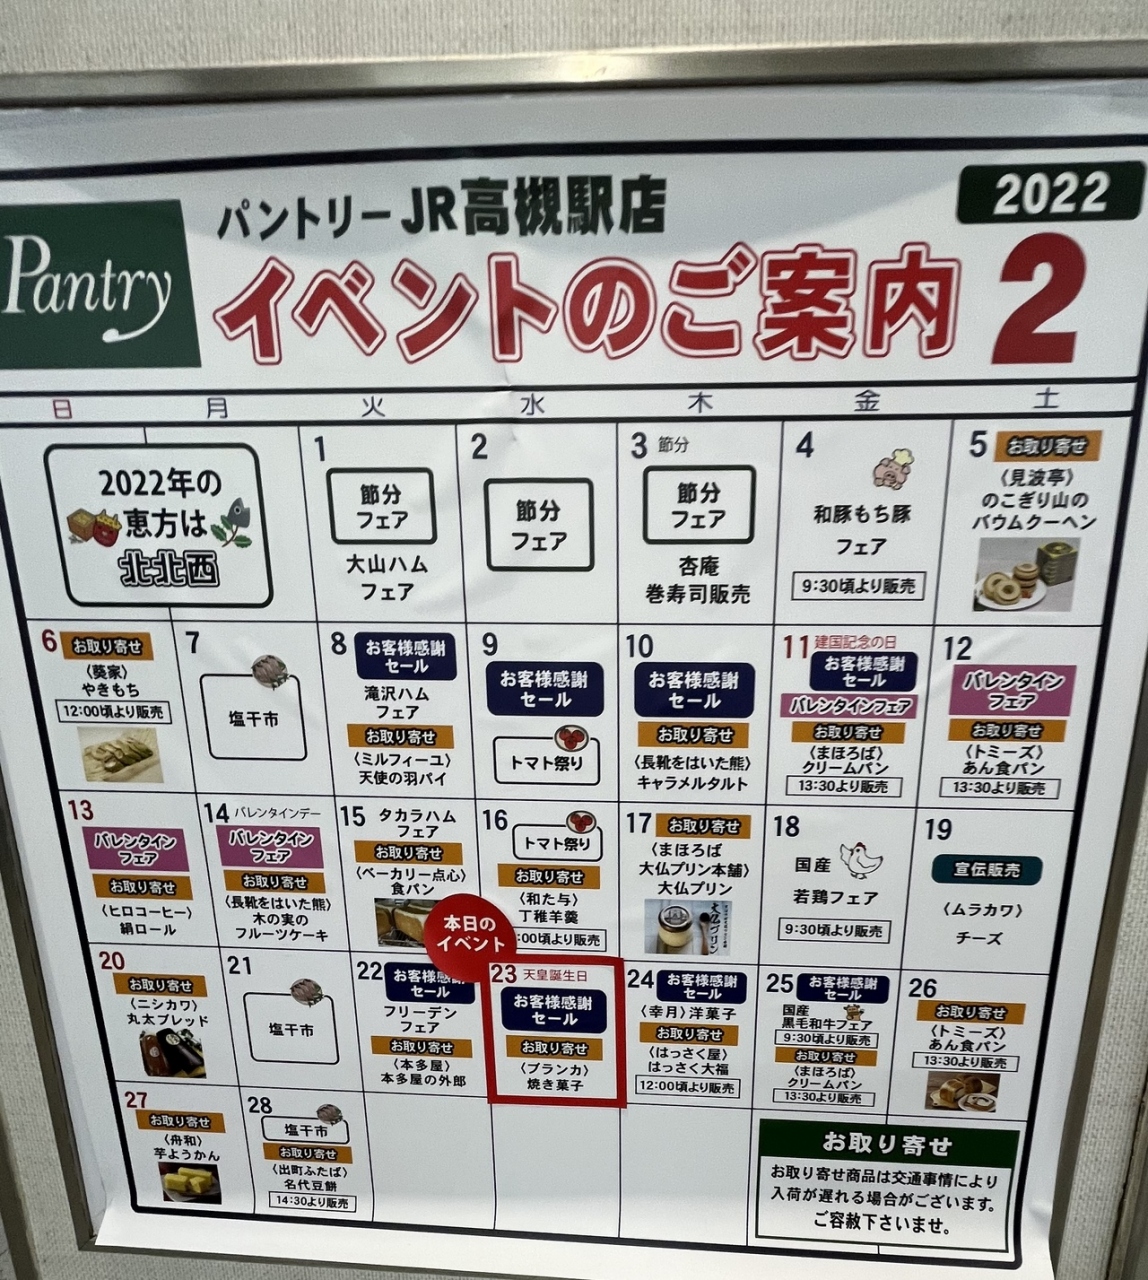 Pantry
パントリーJR高槻駅店
イベントのご案内
2022
2
日 月 火 水 木 金 土
2022年の
恵方は
北北西
1
節分
フェア
大山ハム
フェア
2
節分
フェア
3 節分
節分
フェア
杏庵
巻寿司販売
4
和豚もち豚
フェア
9:30頃より販売
5 お取り寄せ
〈見波亭〉
のこぎり山の
バウムクーヘン
6 お取り寄せ
〈葵家〉
やきもち
12:00頃より販売
7
塩干市
8 お客様感謝
セール
滝沢ハム
フェア
お取り寄せ
〈ミルフィーユ〉
天使の羽パイ
9
お客様感謝
セール
トマト祭り
10
お客様感謝
セール
お取り寄せ
〈長靴をはいた熊〉
キャラメルタルト
11 建国記念の日
お客様感謝
セール
バレンタインフェア
お取り寄せ
〈まほろば〉
クリームパン
13:30より販売
12
バレンタイン
フェア
お取り寄せ
〈トミーズ〉
あん食パン
13:30より販売
13
バレンタイン
フェア
お取り寄せ
〈ヒロコーヒー〉
絹ロール
14 バレンタインデー
バレンタイン
フェア
お取り寄せ
〈長靴をはいた熊〉
木の実の
フルーツケーキ
15 タカラハム
フェア
お取り寄せ
〈ベーカリー点心〉
食パン
16
トマト祭り
お取り寄せ
〈和た与〉
丁稚羊羹
:00頃より販売
17 お取り寄せ
〈まほろば
大仏プリン本舗〉
大仏プリン
大仏プリン
18
国産
若鶏フェア
9:30頃より販売
19
宣伝販売
〈ムラカワ〉
チーズ
本日の
イベント
20
お取り寄せ
〈ニシカワ〉
丸太ブレッド
21
塩干市
22 お客様感謝
セール
フリーデン
フェア
お取り寄せ
〈本多屋〉
本多屋の外郎
23 天皇誕生日
お客様感謝
セール
お取り寄せ
〈ブランカ〉
焼き菓子
24 お客様感謝
セール
〈幸月〉洋菓子
お取り寄せ
〈はっさく屋〉
はっさく大福
12:00頃より販売
25 お客様感謝
セール
国産
黒毛和牛フェア
9:30頃より販売
お取り寄せ
〈まほろば〉
クリームパン
13:30より販売
26
お取り寄せ
〈トミーズ〉
あん食パン
13:30より販売
27
お取り寄せ
〈舟和〉
芋ようかん
28
塩干市
お取り寄せ
〈出町ふたば〉
名代豆餅
14:30より販売
お取り寄せ
お取り寄せ商品は交通事情により
入荷が遅れる場合がございます。
ご容赦下さいませ。